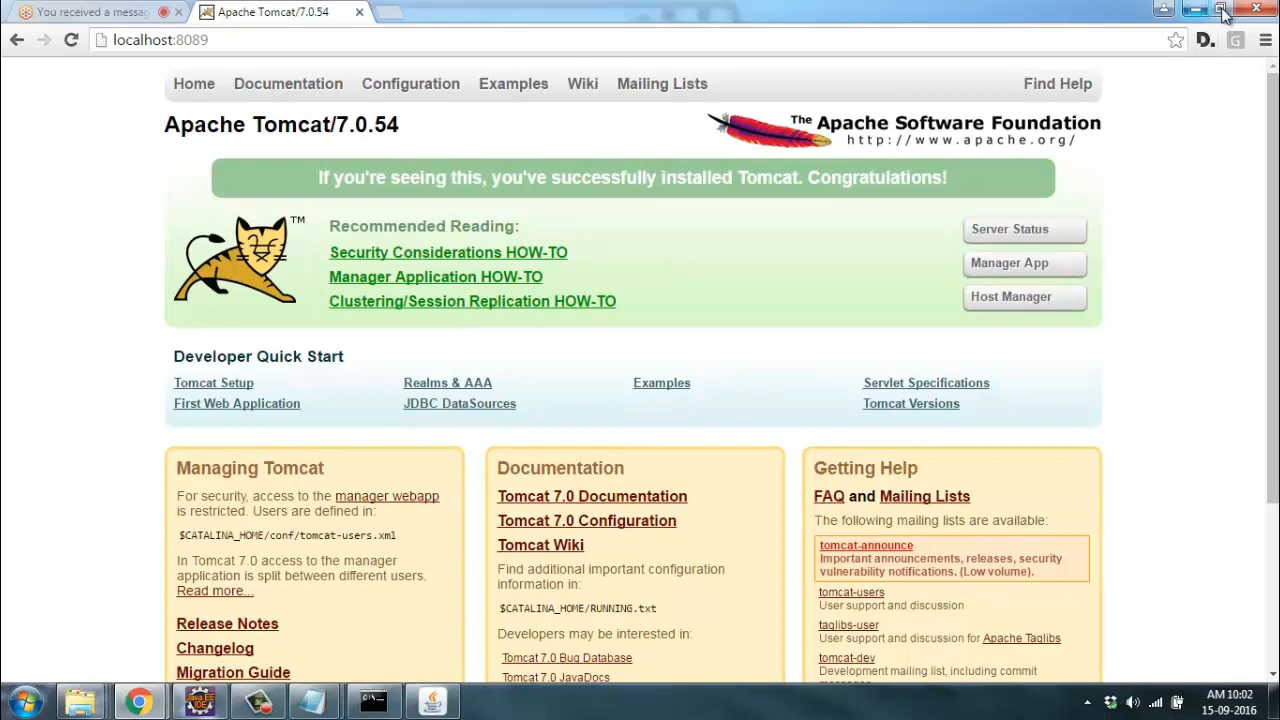 You received a messag
Apache Tomcat/7.0.54
localhost:8089
Home Documentation Configuration Examples Wiki Mailing Lists Find Help
Apache Tomcat/7.0.54
The Apache Software Foundation
http://www.apache.org/
If you're seeing this, you've successfully installed Tomcat. Congratulations!
TM
Recommended Reading:
Security Considerations HOW-TO
Manager Application HOW-TO
Clustering/Session Replication HOW-TO
Server Status
Manager App
Host Manager
Developer Quick Start
Tomcat Setup
First Web Application
Realms & AAA
JDBC DataSources
Examples
Servlet Specifications
Tomcat Versions
Managing Tomcat
For security, access to the manager webapp
is restricted. Users are defined in:
$CATALINA_HOME/conf/tomcat-users.xml
In Tomcat 7.0 access to the manager
application is split between different users.
Read more...
Release Notes
Changelog
Migration Guide
Documentation
Tomcat 7.0 Documentation
Tomcat 7.0 Configuration
Tomcat Wiki
Find additional important configuration
information in:
$CATALINA_HOME/RUNNING.txt
Developers may be interested in:
Tomcat 7.0 Bug Database
Tomcat 7.0 JavaDocs
Getting Help
FAQ and Mailing Lists
The following mailing lists are available:
tomcat-announce
Important announcements, releases, security
vulnerability notifications. (Low volume).
tomcat-users
User support and discussion
taglibs-user
User support and discussion for Apache Taglibs
tomcat-dev
Development mailing list, including commit
D.
G
Java EE
IDE
AM 10:02
15-09-2016